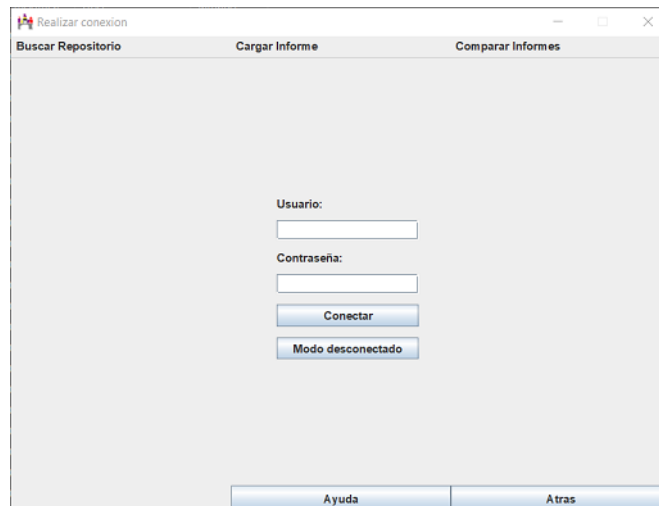 Realizar conexion
Buscar Repositorio Cargar Informe Comparar Informes
Usuario:
Contraseña:
Conectar
Modo desconectado
Ayuda Atras